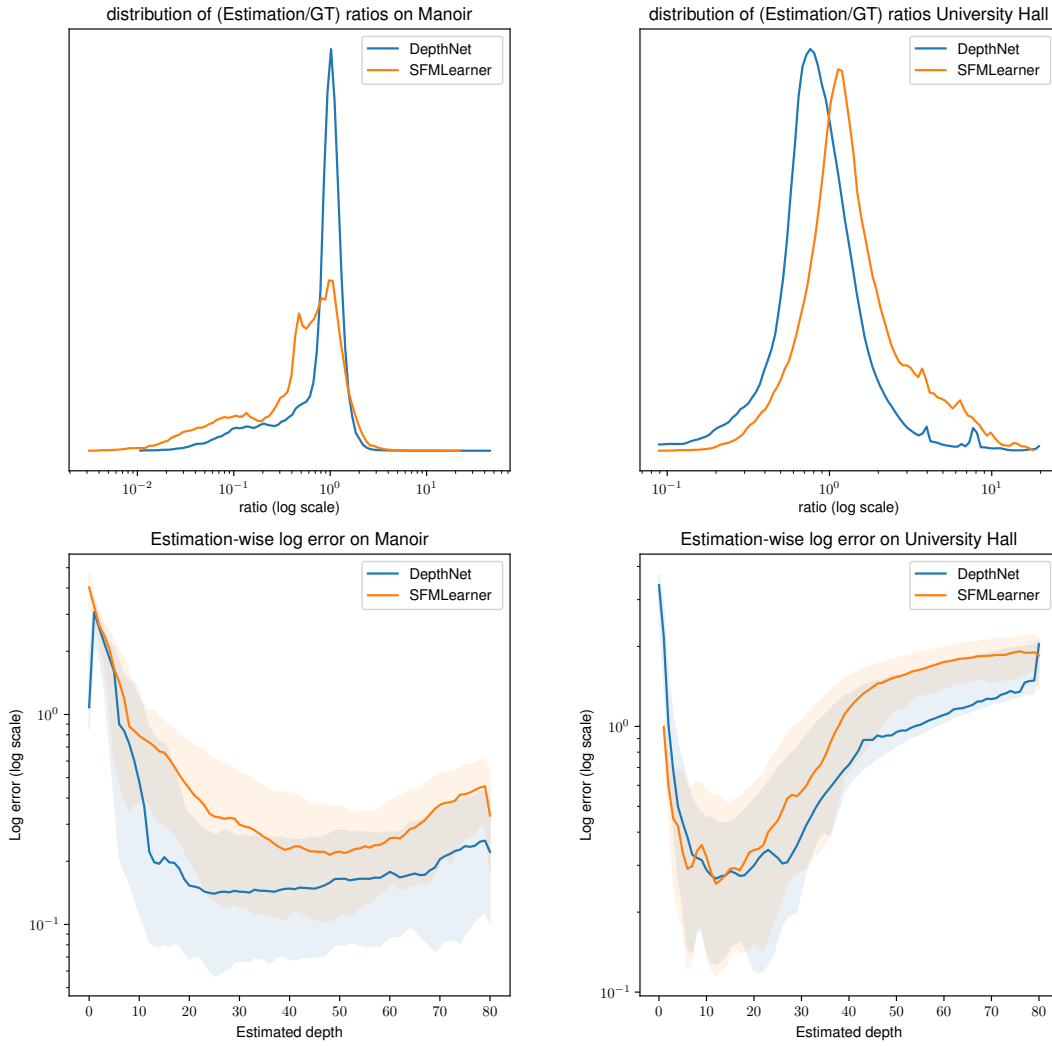 distribution of (Estimation/GT) ratios on Manoir
DepthNet
SFMLearner
10^{-2}
10^{-1}
10^{0}
10^{1}
ratio (log scale)
distribution of (Estimation/GT) ratios University Hall
DepthNet
SFMLearner
10^{-1}
10^{0}
10^{1}
ratio (log scale)
Estimation-wise log error on Manoir
DepthNet
SFMLearner
Log error (log scale)
10^{0}
10^{-1}
0 10 20 30 40 50 60 70 80
Estimated depth
Estimation-wise log error on University Hall
DepthNet
SFMLearner
Log error (log scale)
10^{0}
10^{-1}
0 10 20 30 40 50 60 70 80
Estimated depth